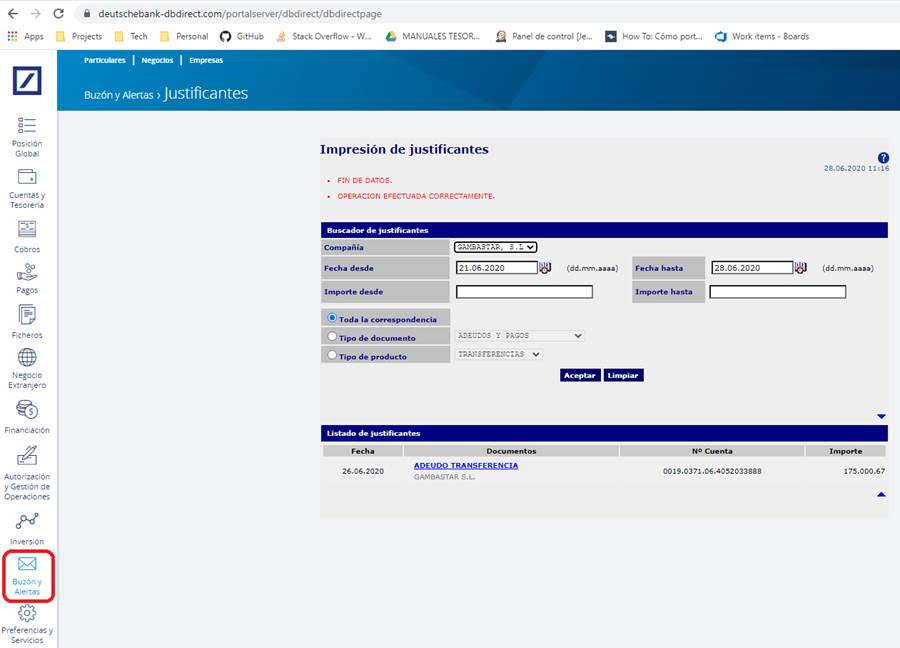 deutschebank-dbdirect.com/portalserver/dbdirect/dbdirectpage
Apps Projects Tech Personal GitHub Stack Overflow - W... MANUALES TESOR... Panel de control [Je... How To: Cómo port... Work items - Boards
Particulares | Negocios | Empresas
Buzón y Alertas › Justificantes
Posición
Global
Cuentas y
Tesorería
Cobros
Pagos
Ficheros
Negocio
Extranjero
Financiación
Autorización
y Gestión de
Operaciones
Inversión
Buzón y
Alertas
Preferencias y
Servicios
Impresión de justificantes
?
28.06.2020 11:16
FIN DE DATOS.
OPERACION EFECTUADA CORRECTAMENTE.
Buscador de justificantes
Compañía GAMBASTAR, S.L
Fecha desde 21.06.2020 (dd.mm.aaaa) Fecha hasta 28.06.2020 (dd.mm.aaaa)
Importe desde Importe hasta
Toda la correspondencia
Tipo de documento ADEUDOS Y PAGOS
Tipo de producto TRANSFERENCIAS
Aceptar Limpiar
Listado de justificantes
Fecha Documentos Nº Cuenta Importe
26.06.2020 ADEUDO TRANSFERENCIA 0019.0371.06.4052033888 175.000.67
GAMBASTAR S.L.